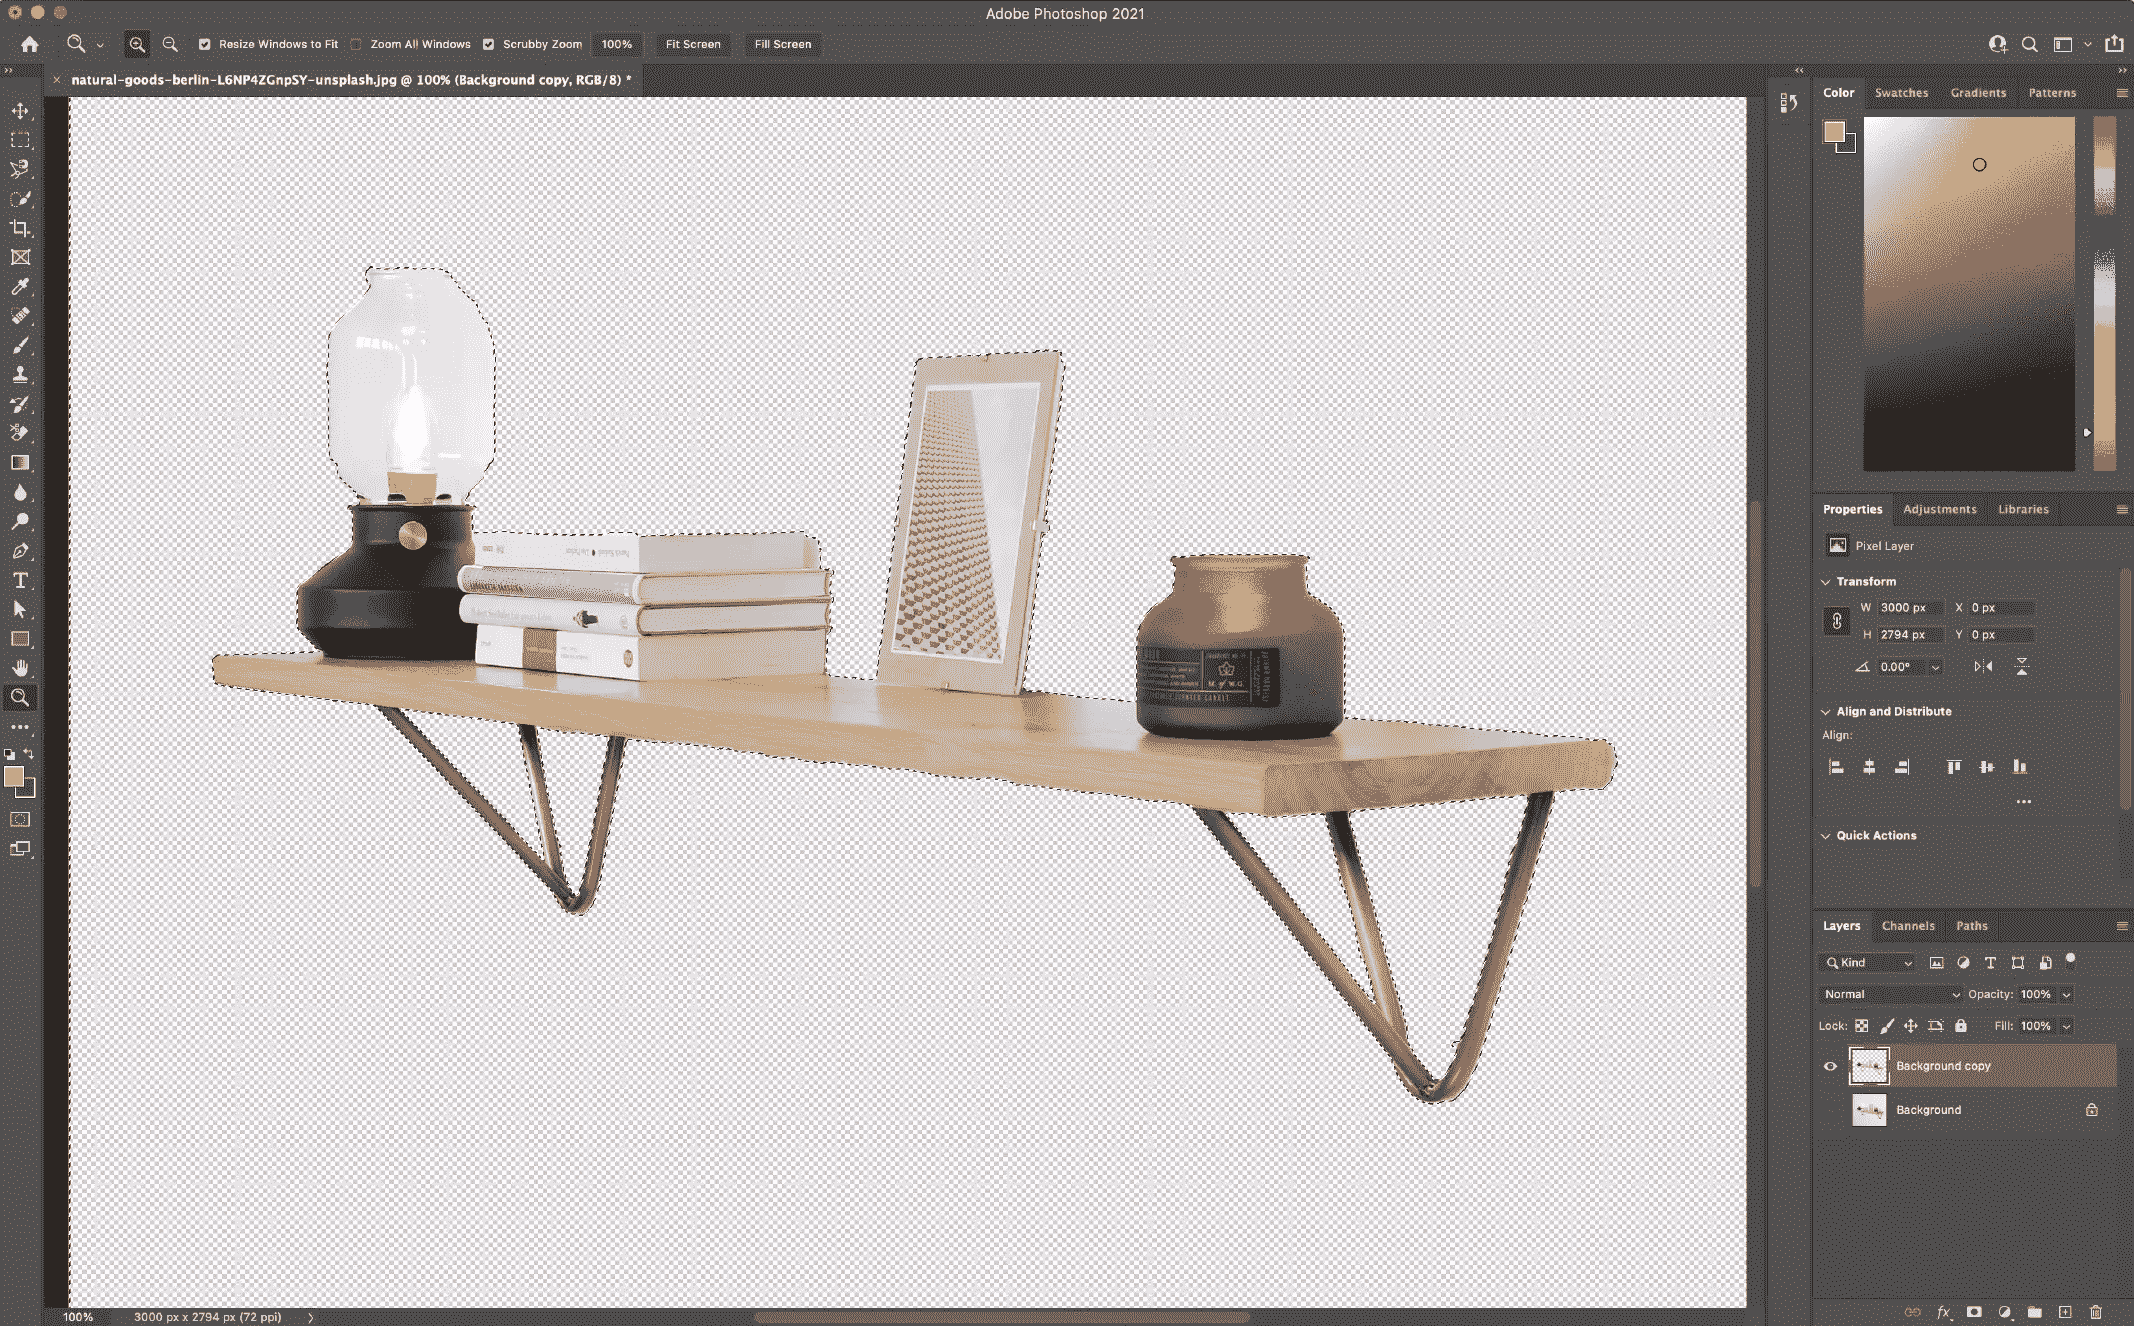 Adobe Photoshop 2021
Resize Windows to Fit Zoom All Windows Scrubby Zoom 100% Fit Screen Fill Screen
natural-goods-berlin-L6NP4ZGnpSY-unsplash.jpg @ 100% (Background copy, RGB/8) *
Color Swatches Gradients Patterns
Properties Adjustments Libraries
Pixel Layer
Transform
W 3000 px X 0 px
H 2794 px Y 0 px
0.00°
Align and Distribute
Align:
Quick Actions
Layers Channels Paths
Kind
Normal Opacity: 100%
Lock: Fill: 100%
Background copy
Background
100% 3000 px x 2794 px (72 ppi)